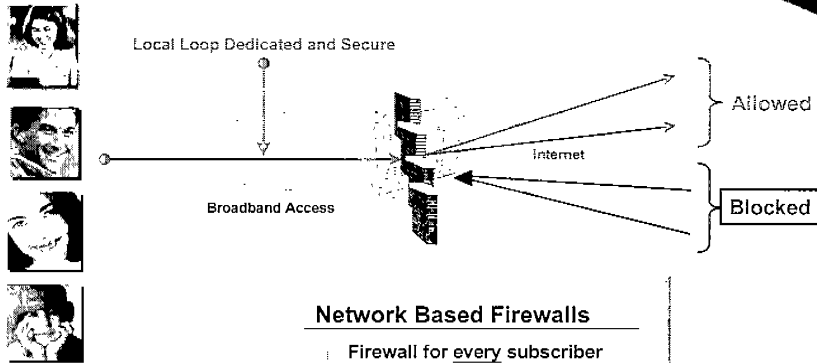 Local Loop Dedicated and Secure
Allowed
Internet
Broadband Access
Blocked
Network Based Firewalls
Firewall for every subscriber